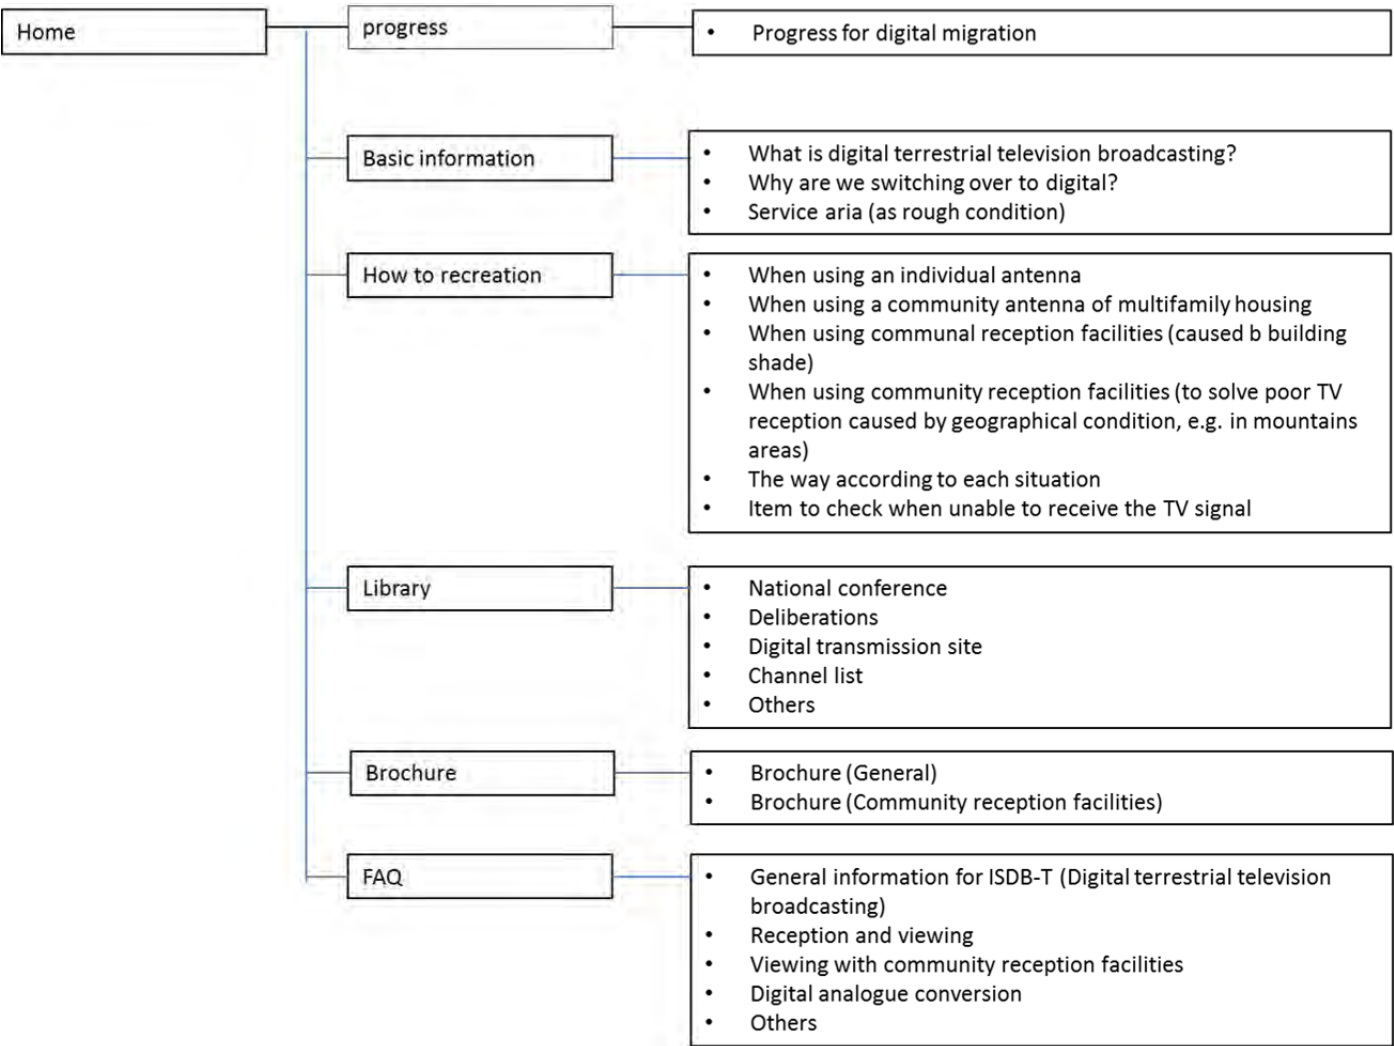 Home
progress
• Progress for digital migration
Basic information
• What is digital terrestrial television broadcasting?
• Why are we switching over to digital?
• Service aria (as rough condition)
How to recreation
• When using an individual antenna
• When using a community antenna of multifamily housing
• When using communal reception facilities (caused b building
shade)
• When using community reception facilities (to solve poor TV
reception caused by geographical condition, e.g. in mountains
areas)
• The way according to each situation
• Item to check when unable to receive the TV signal
Library
• National conference
• Deliberations
• Digital transmission site
• Channel list
• Others
Brochure
• Brochure (General)
• Brochure (Community reception facilities)
FAQ
• General information for ISDB-T (Digital terrestrial television
broadcasting)
• Reception and viewing
• Viewing with community reception facilities
• Digital analogue conversion
• Others